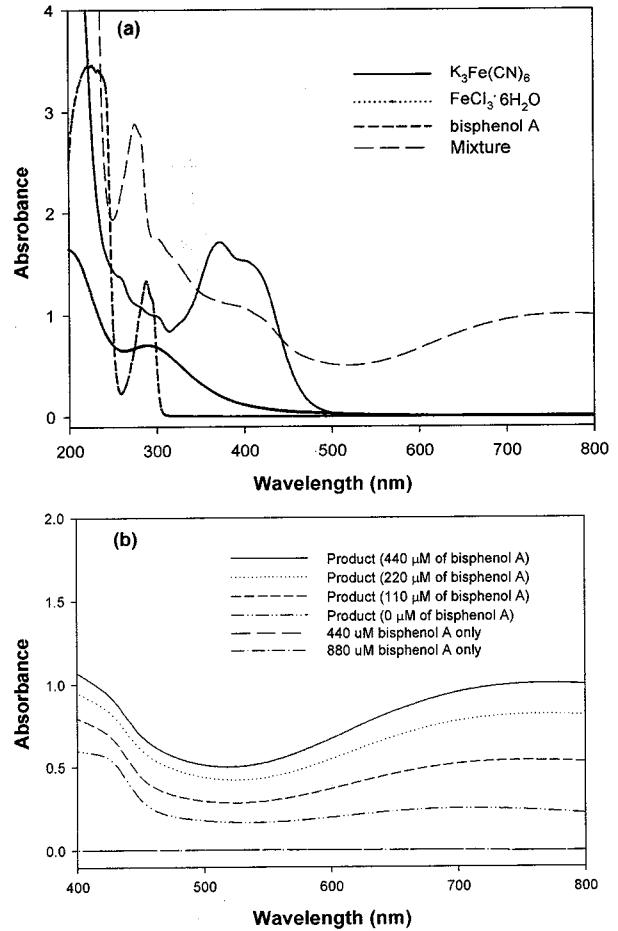 (a)
K3Fe(CN)6
FeCl3· 6H2O
bisphenol A
Mixture
4
3
2
1
0
Absrobance
200 300 400 500 600 700 800
Wavelength (nm)
(b)
Product (440 μM of bisphenol A)
Product (220 μM of bisphenol A)
Product (110 μM of bisphenol A)
Product (0 μM of bisphenol A)
440 uM bisphenol A only
880 uM bisphenol A only
2.0
1.5
1.0
0.5
0.0
Absorbance
400 500 600 700 800
Wavelength (nm)